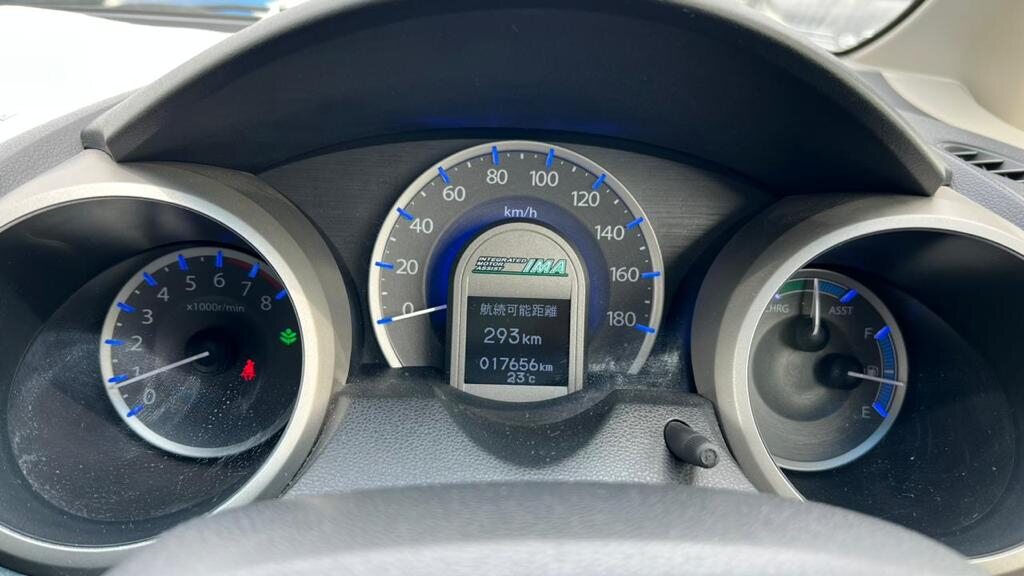 0
1
2
3
4
5
6
7
8
x1000r/min
0
20
40
60
80
100
120
140
160
180
km/h
INTEGRATED
MOTOR
ASSIST
IMA
航続可能距離
293km
017656km
23℃
CHRG
ASST
F
E